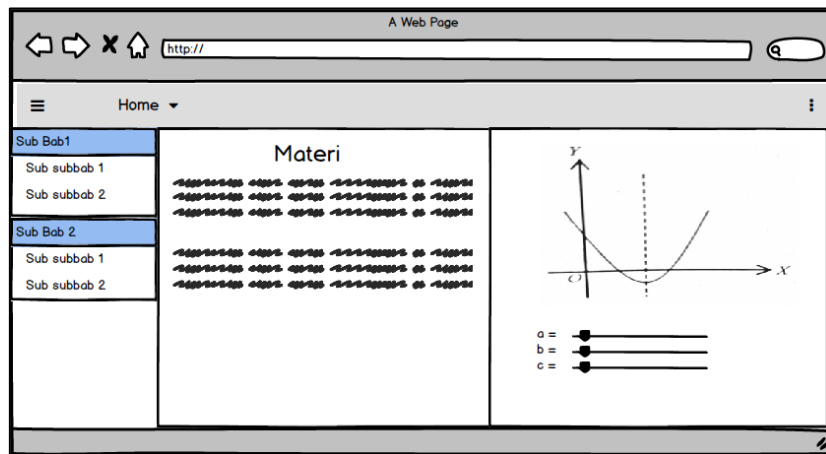 A Web Page
http://
Home
Sub Bab1
Sub subbab 1
Sub subbab 2
Sub Bab 2
Sub subbab 1
Sub subbab 2
Materi
Y
O
X
a =
b =
c =